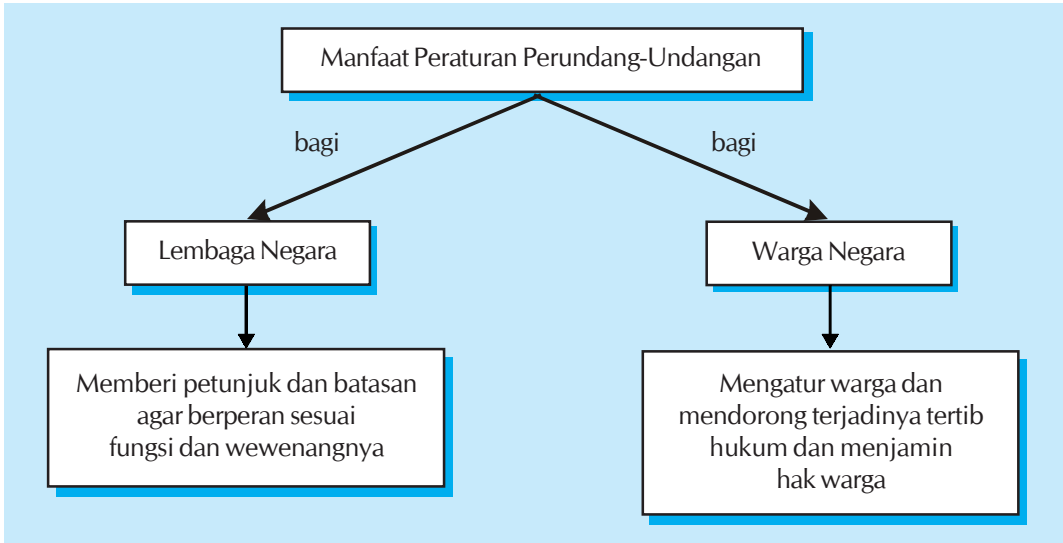 Manfaat Peraturan Perundang-Undangan
bagi
bagi
Lembaga Negara
Warga Negara
Memberi petunjuk dan batasan
agar berperan sesuai
fungsi dan wewenangnya
Mengatur warga dan
mendorong terjadinya tertib
hukum dan menjamin
hak warga